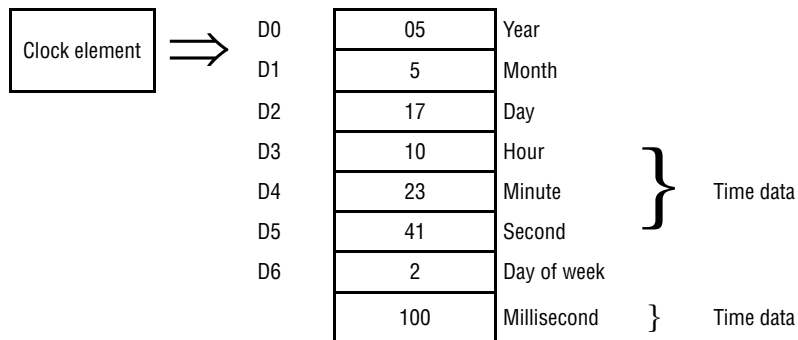 Clock element
D0 05 Year
D1 5 Month
D2 17 Day
D3 10 Hour
D4 23 Minute
D5 41 Second
Time data
D6 2 Day of week
100 Millisecond
Time data